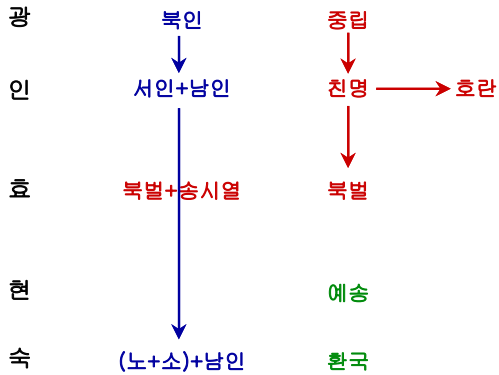 광 북인 중립
인 서인+남인 친명 호란
효 북벌+송시열 북벌
현 예송
숙 (노+소)+남인 환국